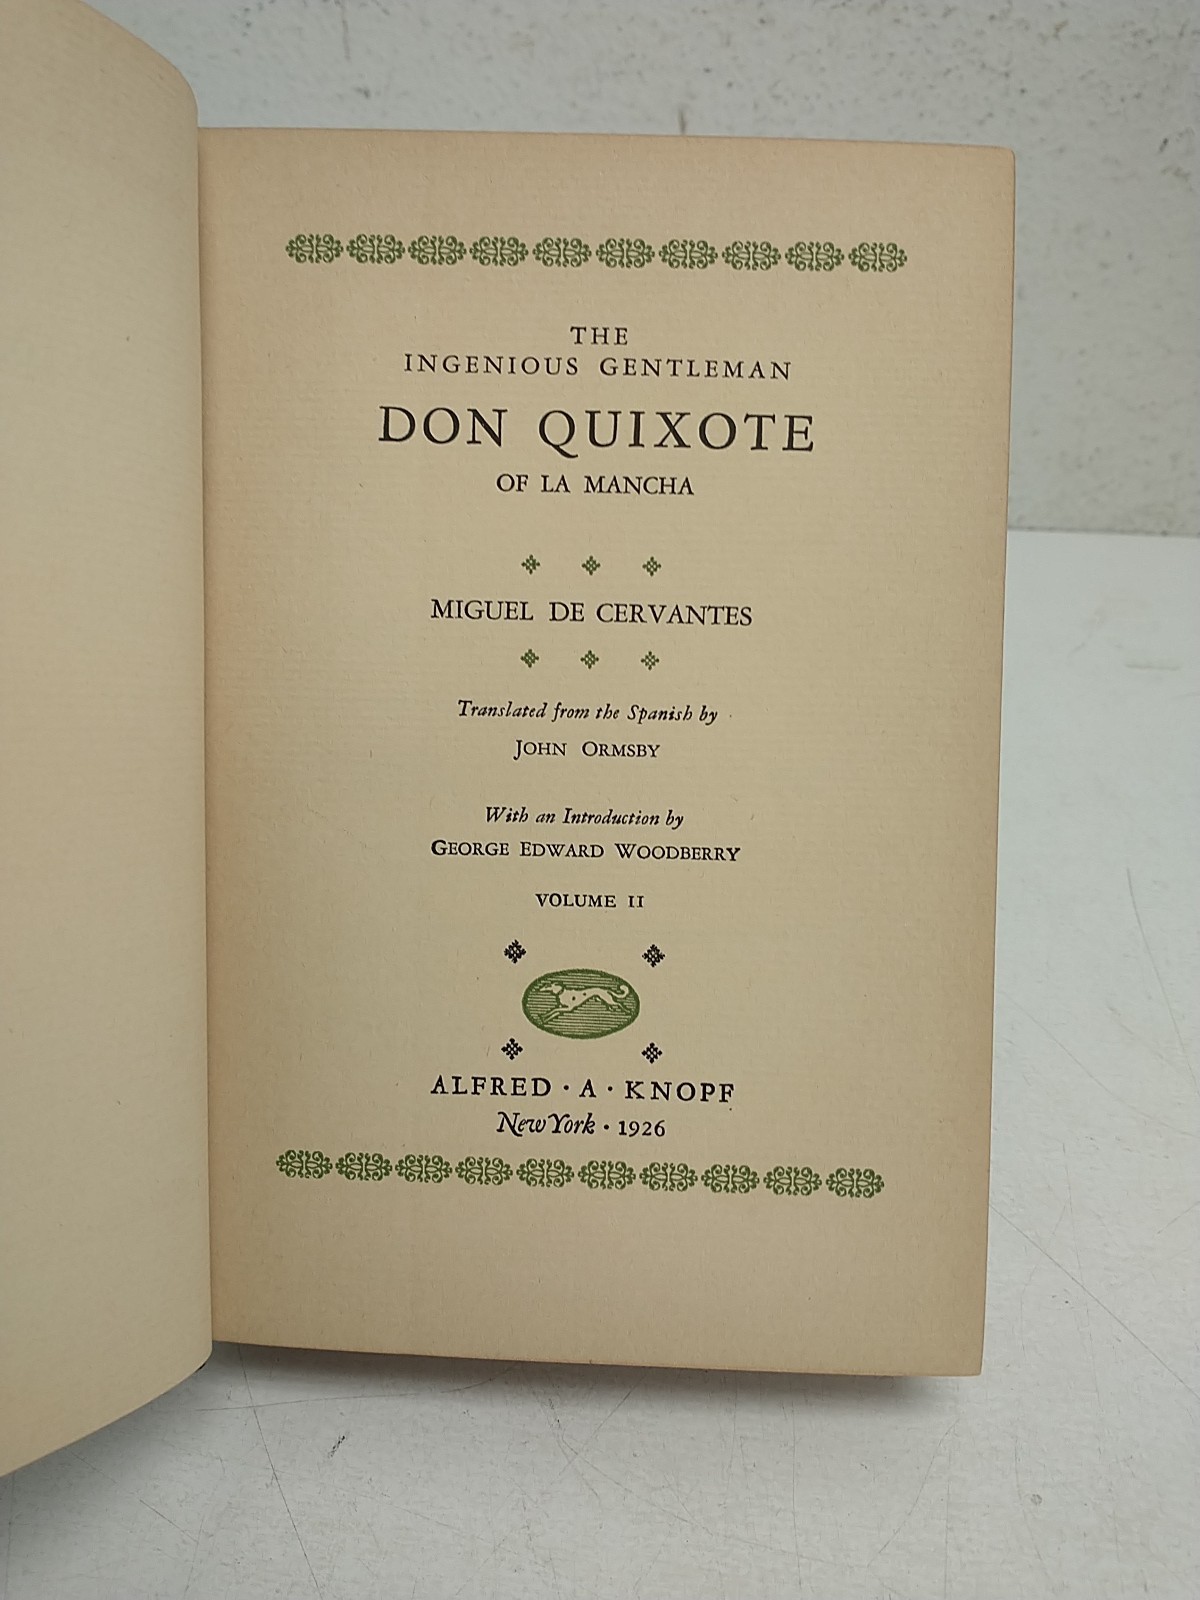 THE
INGENIOUS GENTLEMAN
DON QUIXOTE
OF LA MANCHA
MIGUEL DE CERVANTES
Translated from the Spanish by
JOHN ORMSBY
With an Introduction by
GEORGE EDWARD WOODBERRY
VOLUME II
ALFRED · A · KNOPF
New York · 1926